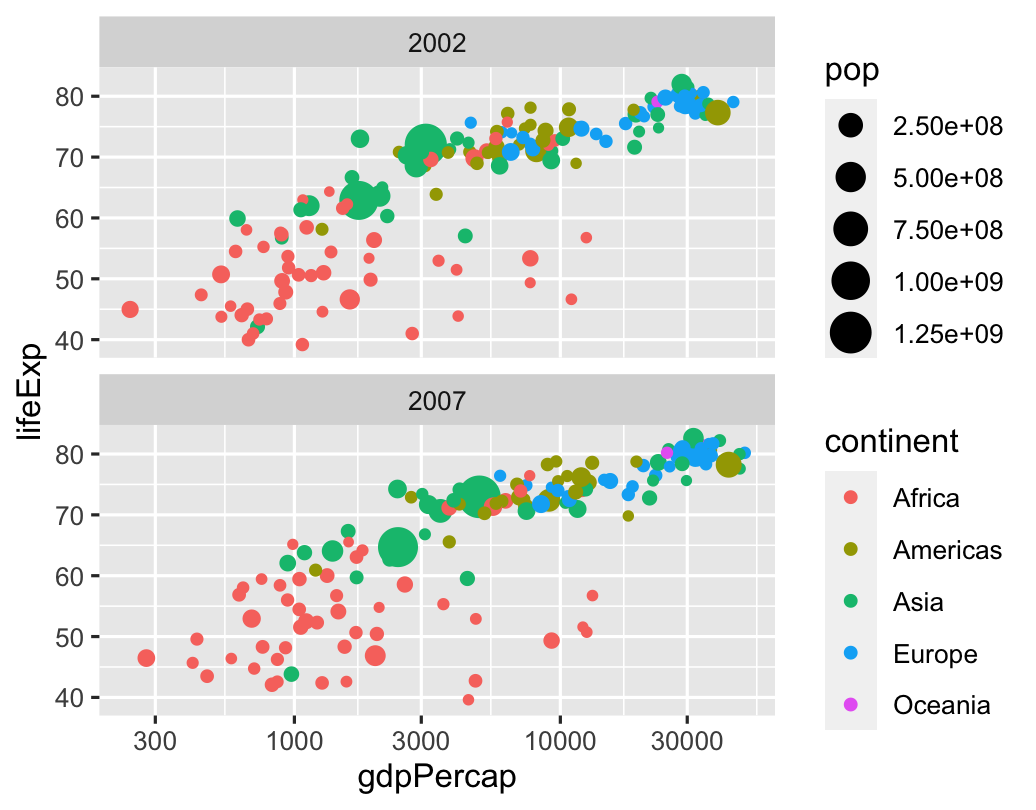 2002
80
70
60
50
40
2007
80
70
60
50
40
lifeExp
300
1000
3000
10000
30000
gdpPercap
pop
2.50e+08
5.00e+08
7.50e+08
1.00e+09
1.25e+09
continent
Africa
Americas
Asia
Europe
Oceania